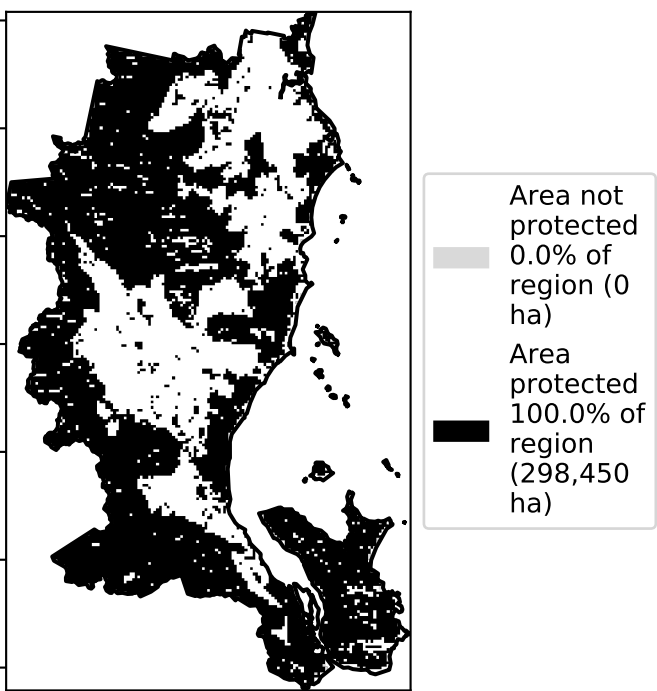 Area not
protected
0.0% of
region (0
ha)
Area
protected
100.0% of
region
(298,450
ha)